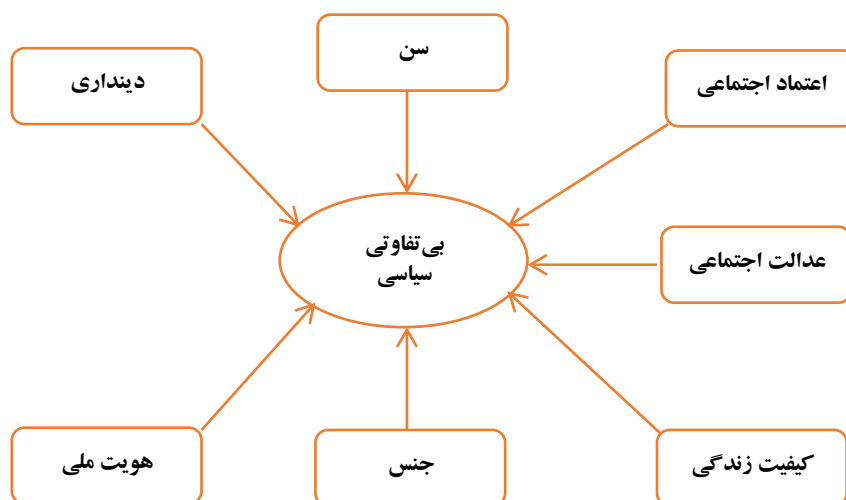 سن
دینداری
اعتماد اجتماعی
بی‌تفاوتی
سیاسی
عدالت اجتماعی
هویت ملی
جنس
کیفیت زندگی